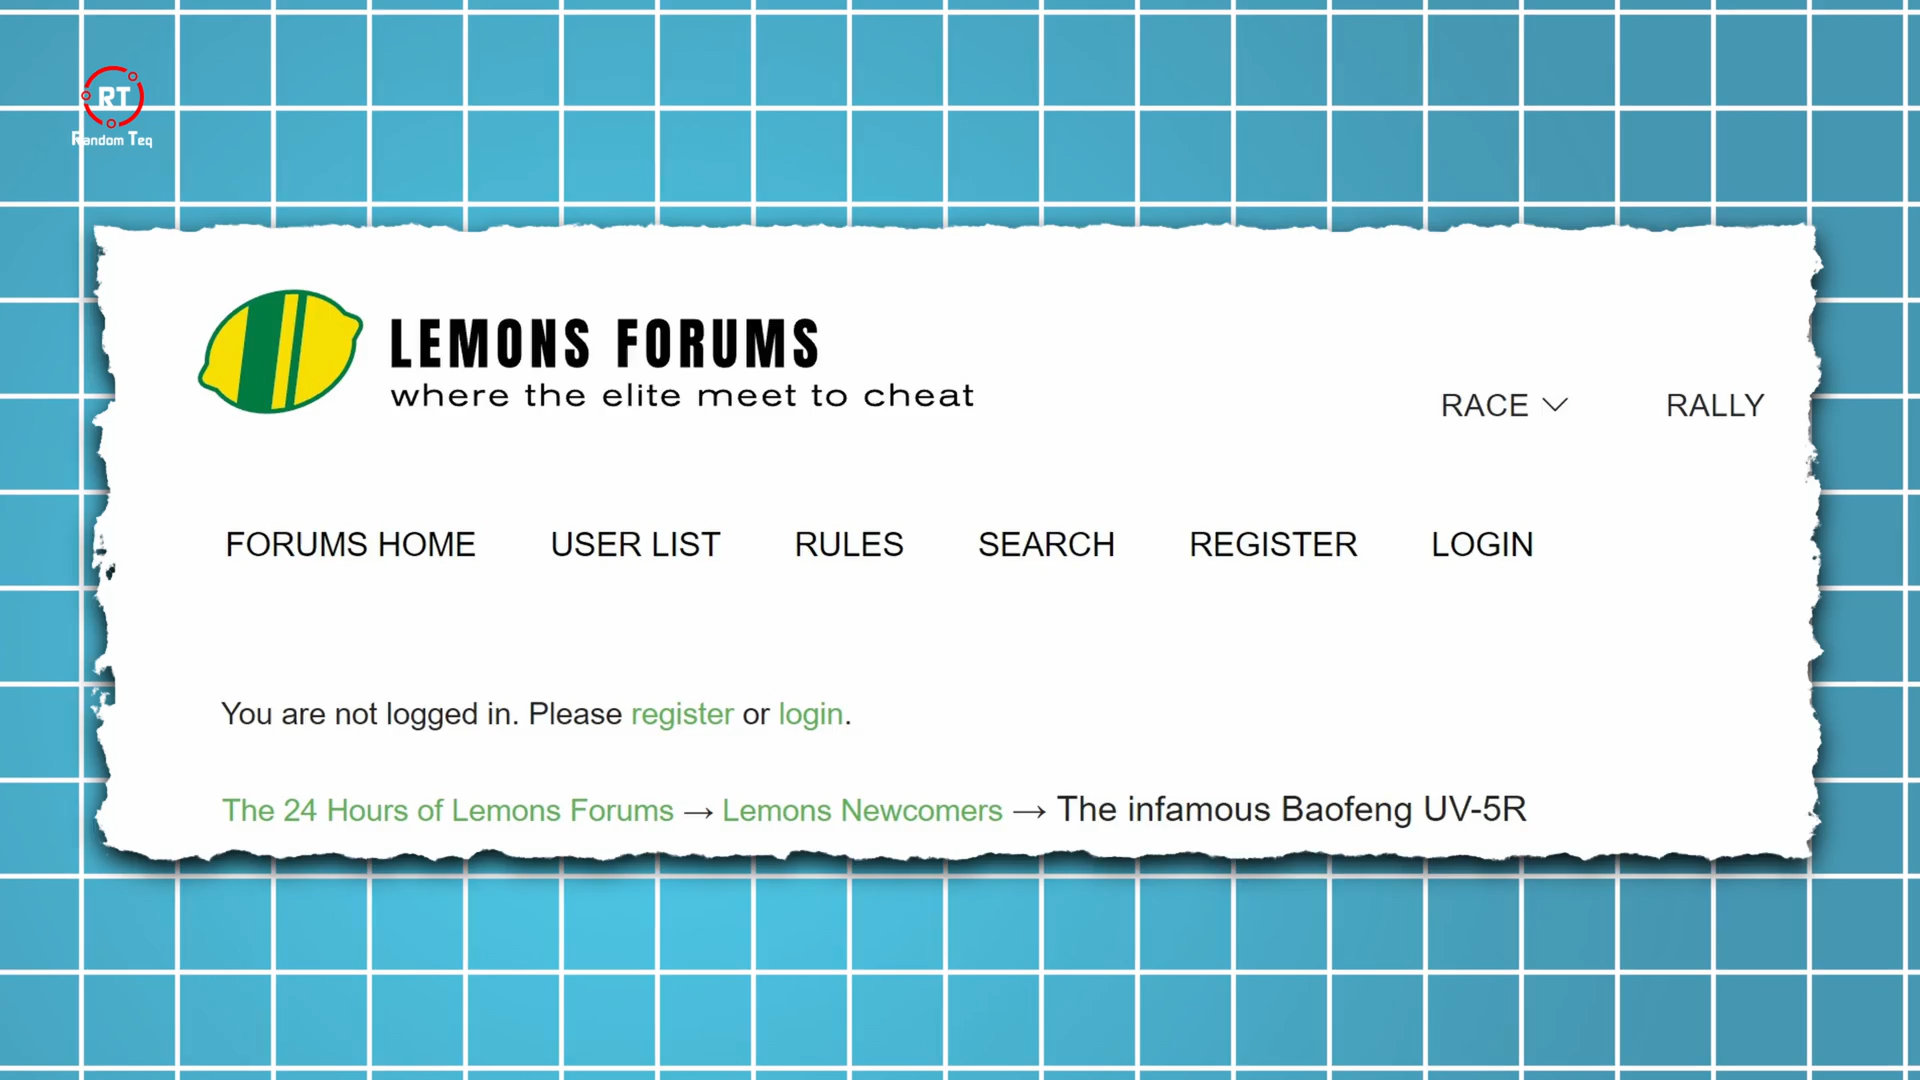 RT
Random Teq
LEMONS FORUMS
where the elite meet to cheat
RACE RALLY
FORUMS HOME USER LIST RULES SEARCH REGISTER LOGIN
You are not logged in. Please register or login.
The 24 Hours of Lemons Forums → Lemons Newcomers → The infamous Baofeng UV-5R